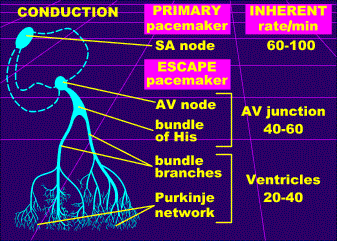 CONDUCTION PRIMARY INHERENT
pacemaker rate/min
SA node 60-100
ESCAPE
pacemaker
AV node
AV junction
bundle
of His
40-60
bundle
branches
Ventricles
Purkinje
network
20-40